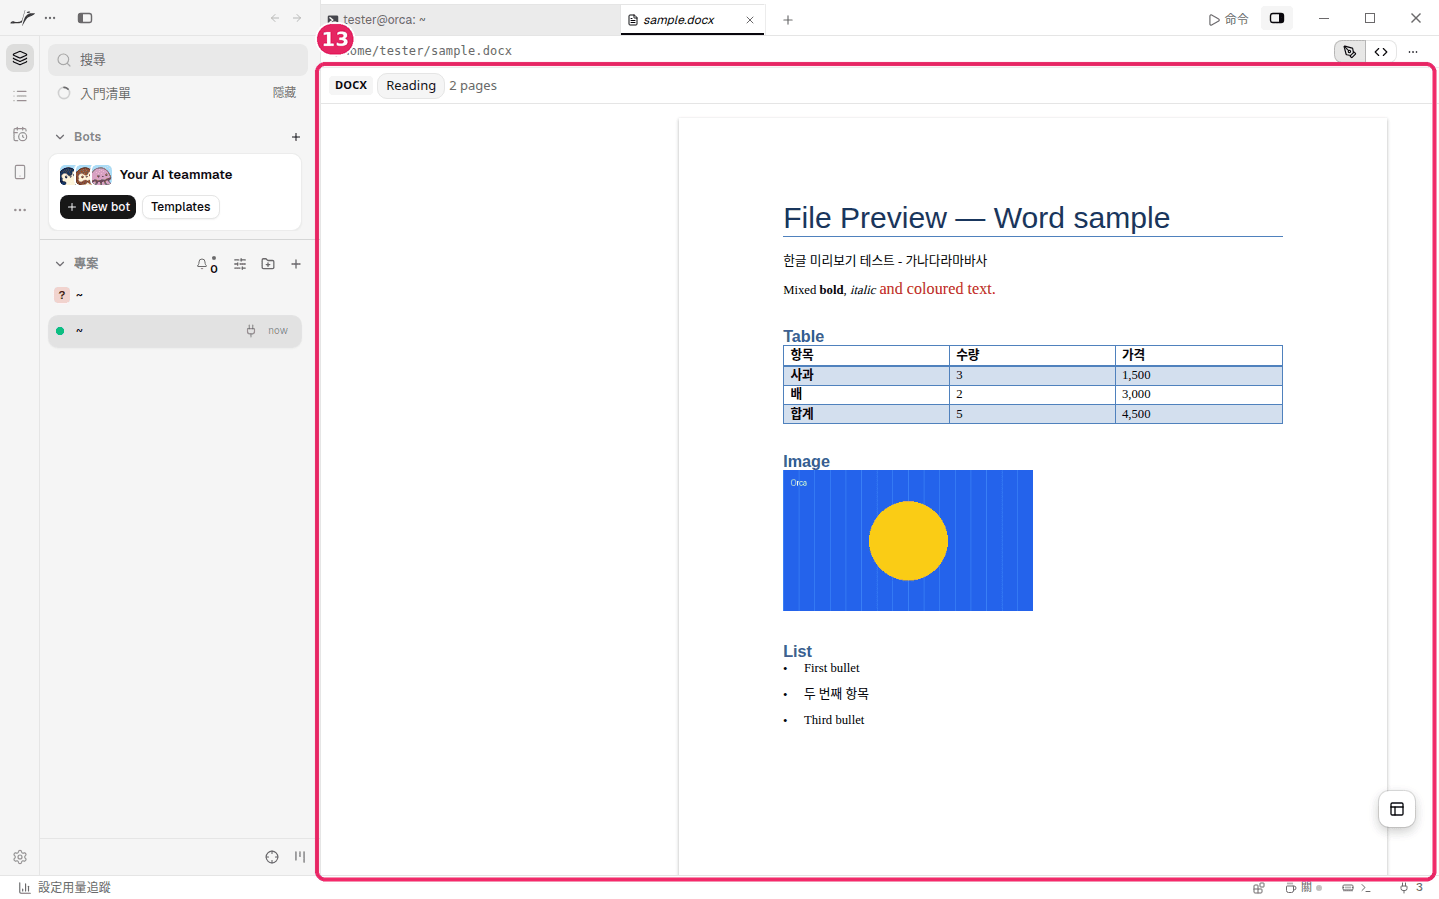 tester@orca: ~
sample.docx
命令
13
ome/tester/sample.docx
搜尋
入門清單
隱藏
DOCX
Reading
2 pages
Bots
Your AI teammate
New bot
Templates
專案
0
?
~
~
now
File Preview — Word sample
한글 미리보기 테스트 - 가나다라마바사
Mixed bold, italic and coloured text.
Table
항목 수량 가격
사과 3 1,500
배 2 3,000
합계 5 4,500
Image
Orca
List
• First bullet
• 두 번째 항목
• Third bullet
設定用量追蹤
關
3